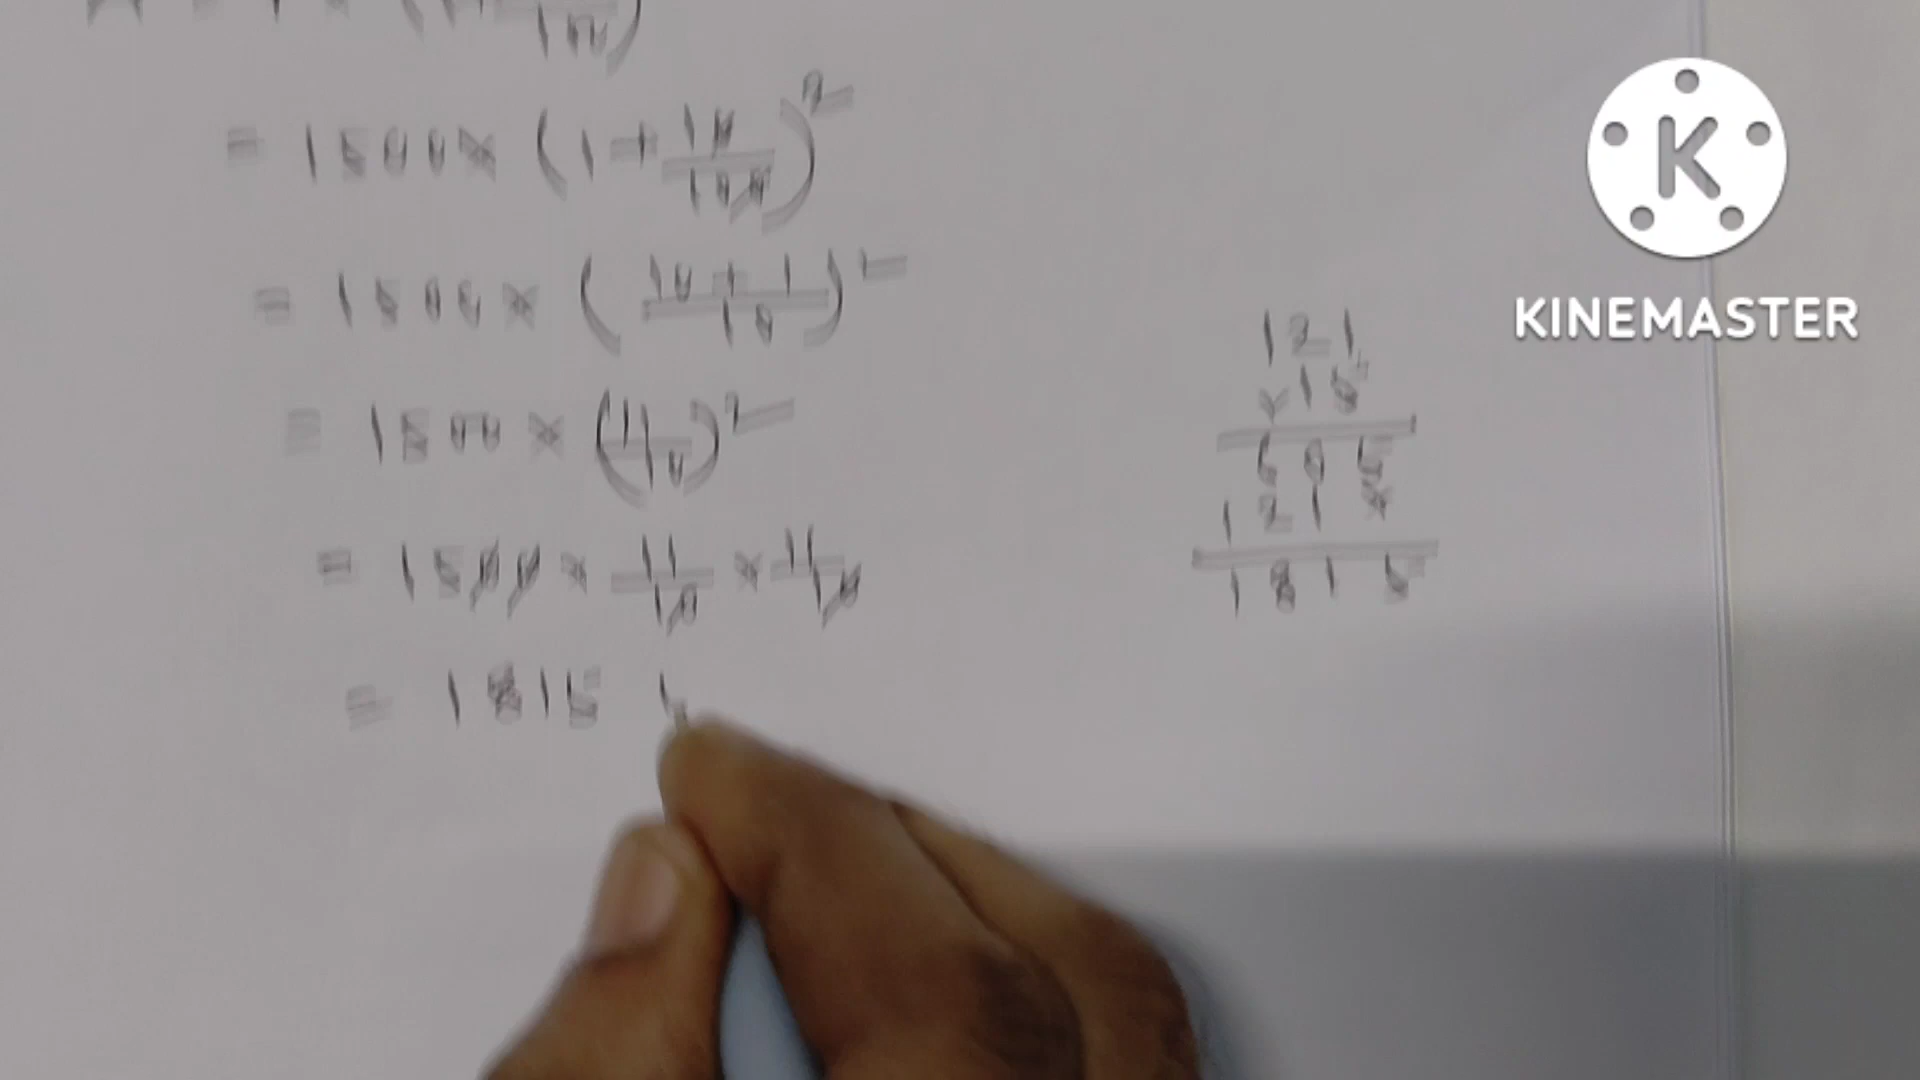 = 1500 × (1 + 10/100)²
= 1500 × (10 + 1/10)²
= 1500 × (11/10)²
= 1500 × 11/10 × 11/10
= 1815
121
× 15
605
121 ×
1815
KINEMASTER